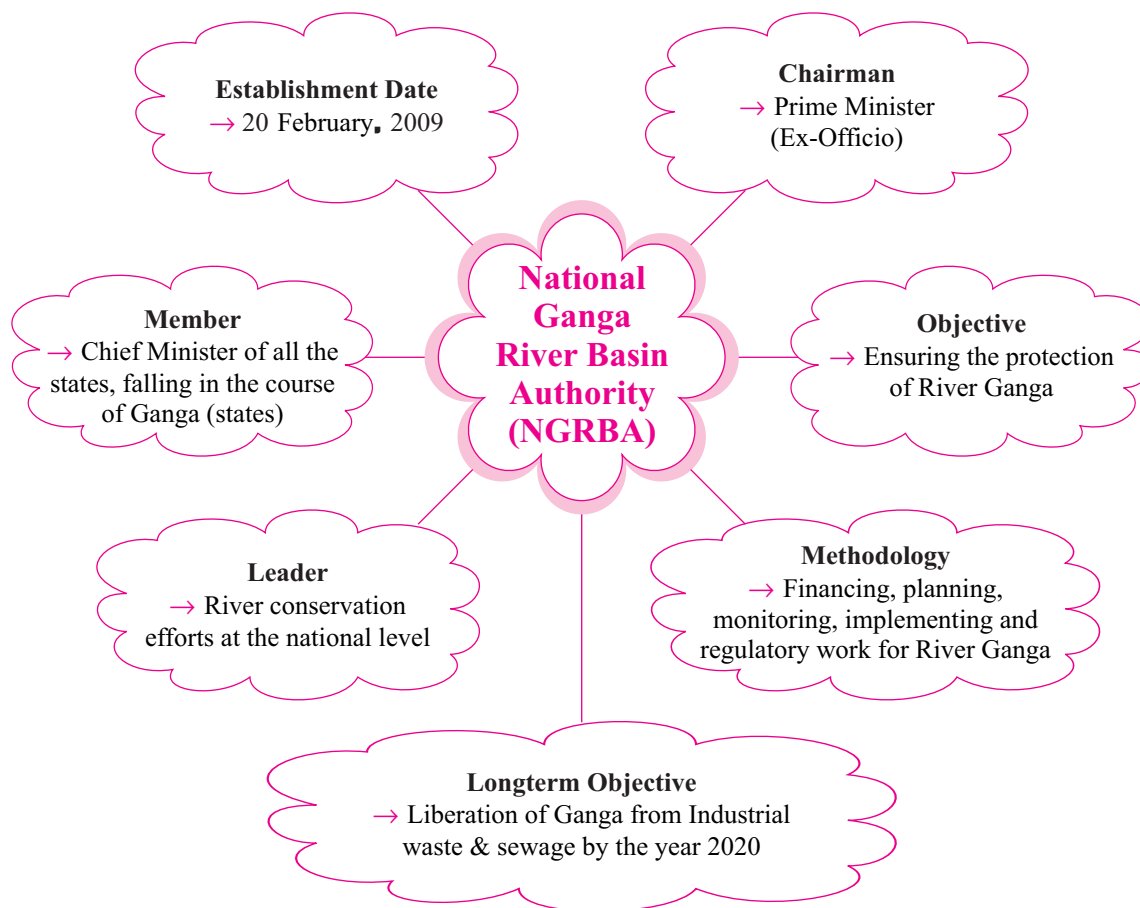 Establishment Date
→ 20 February, 2009
Chairman
→ Prime Minister
(Ex-Officio)
National
Ganga
River Basin
Authority
(NGRBA)
Member
→ Chief Minister of all the
states, falling in the course
of Ganga (states)
Objective
→ Ensuring the protection
of River Ganga
Leader
→ River conservation
efforts at the national level
Methodology
→ Financing, planning,
monitoring, implementing and
regulatory work for River Ganga
Longterm Objective
→ Liberation of Ganga from Industrial
waste & sewage by the year 2020